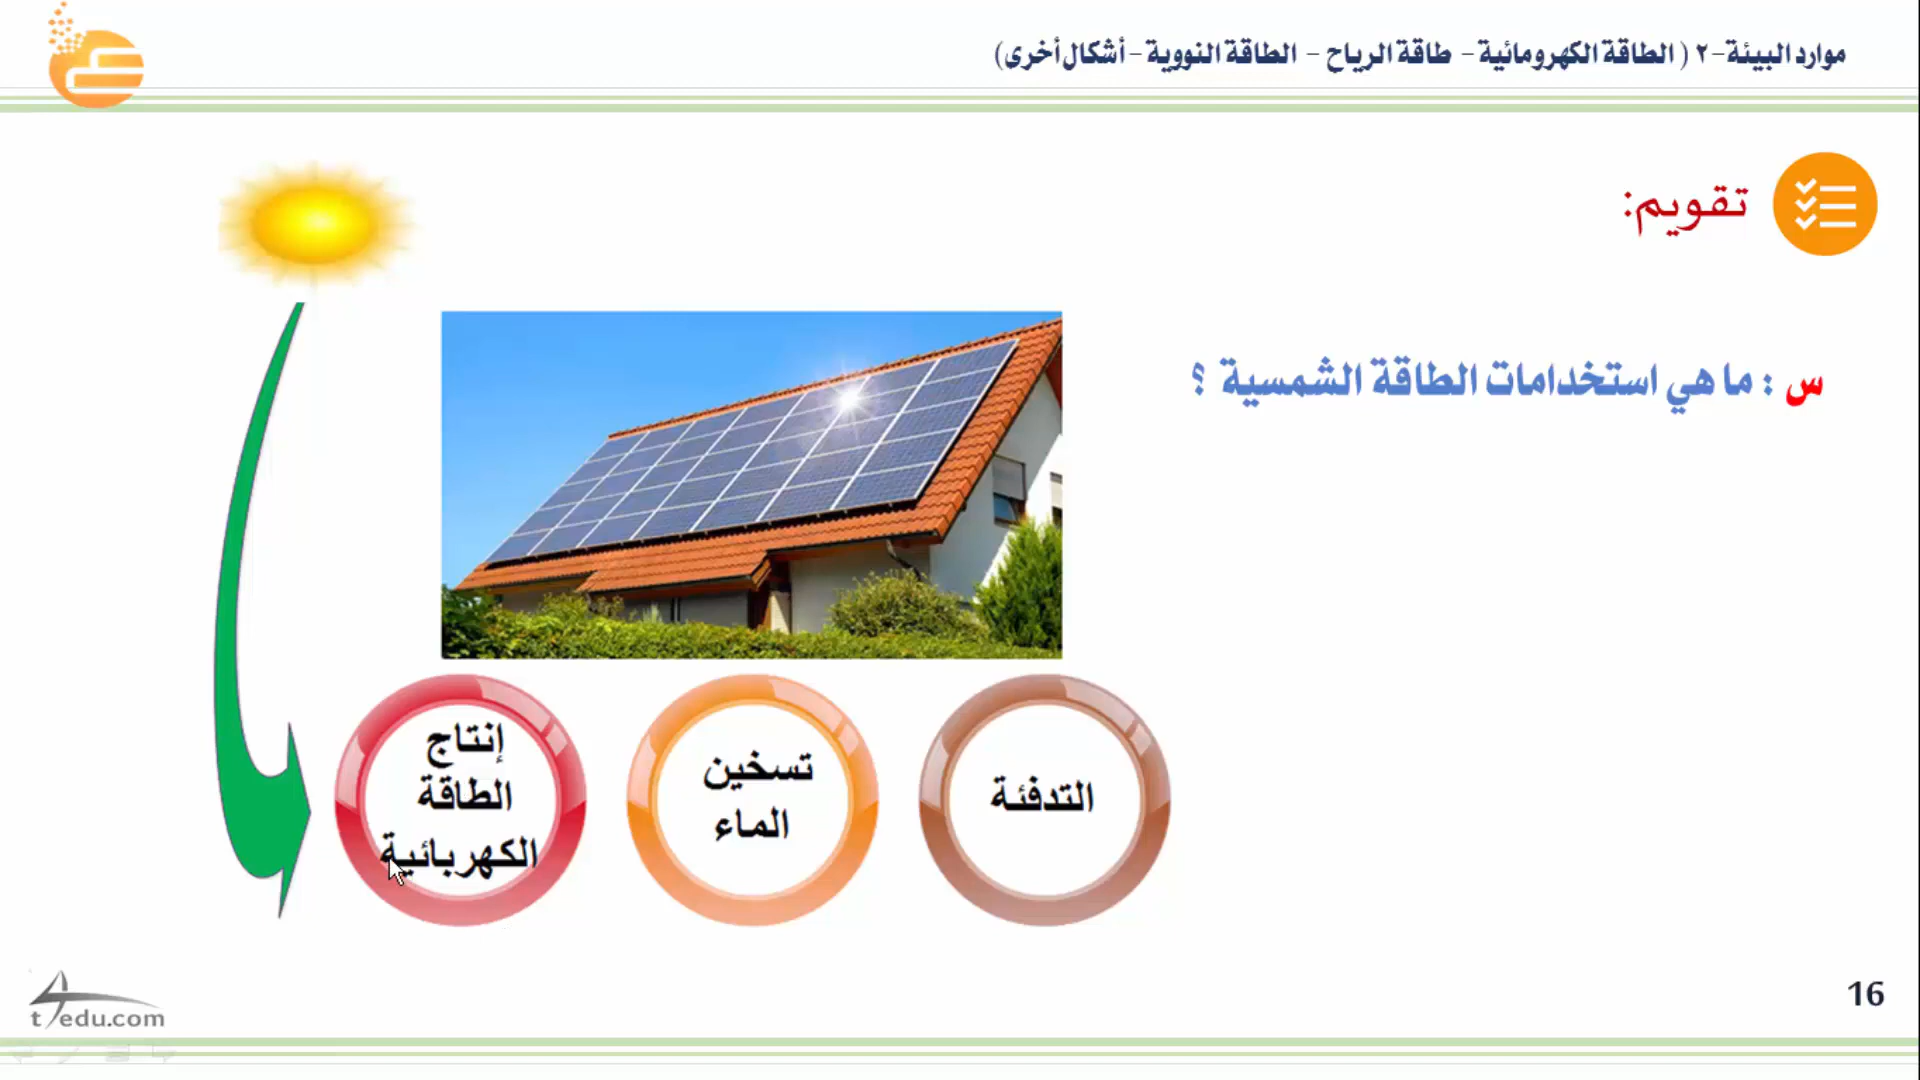 موارد البيئة-٢ ( الطاقة الكهرومائية - طاقة الرياح - الطاقة النووية - أشكال أخرى)
تقويم:
س : ما هي استخدامات الطاقة الشمسية ؟
التدفئة
تسخين
الماء
إنتاج
الطاقة
الكهربائية
t4edu.com
16